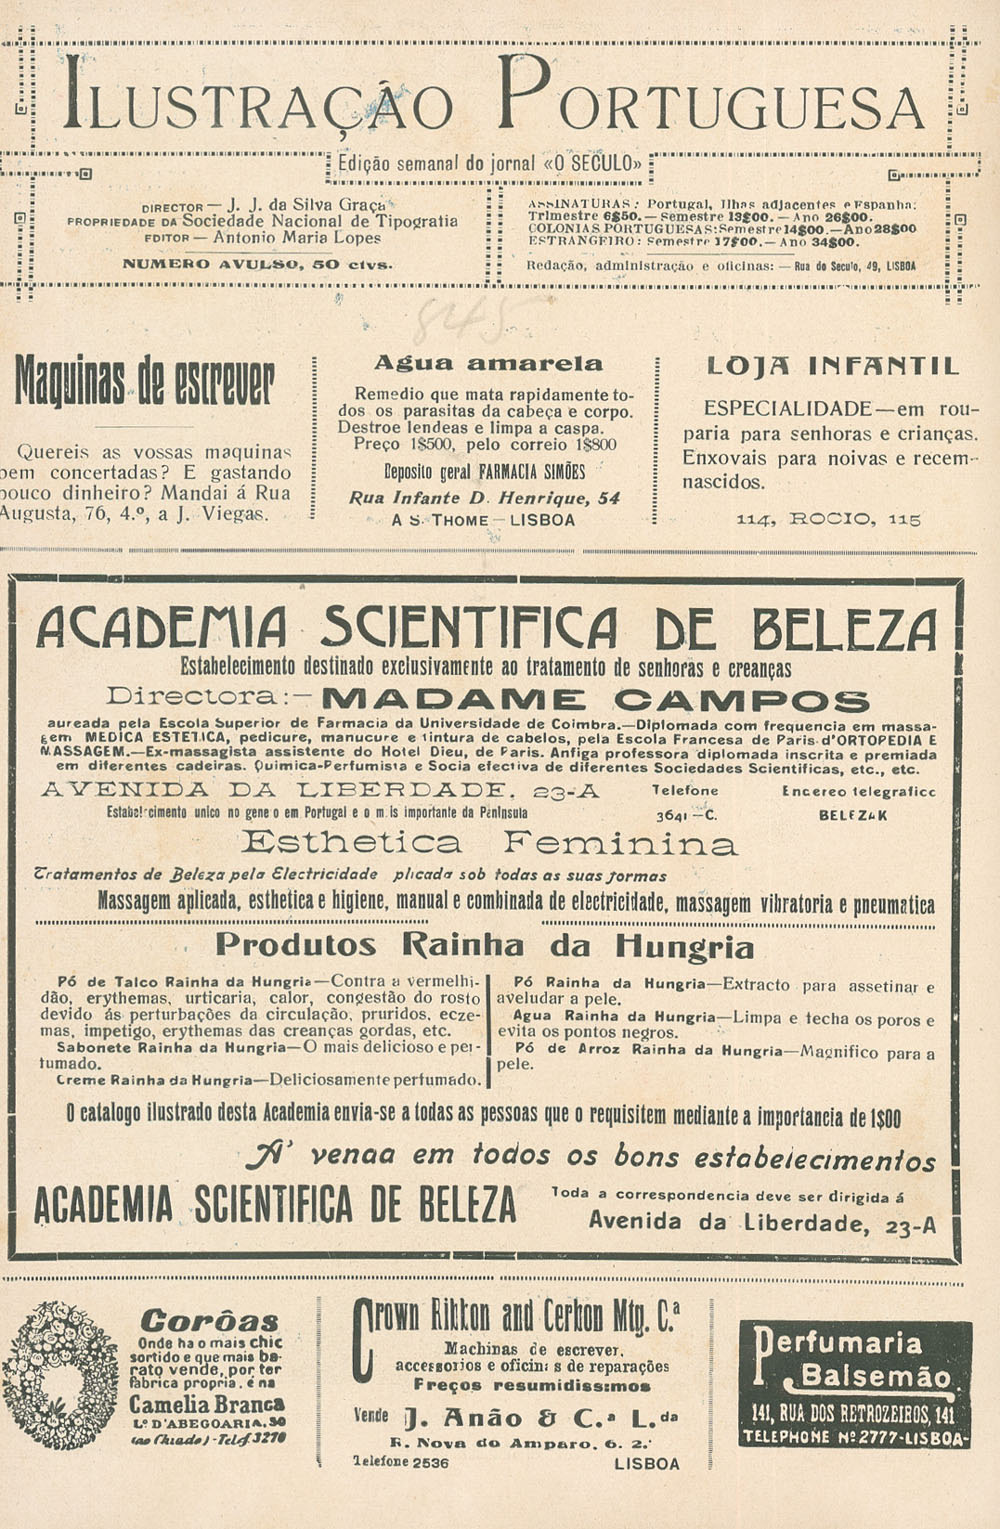 ILUSTRAÇÃO PORTUGUESA
Edição semanal do jornal «O SECULO»
DIRECTOR — J. J. da Silva Graça
PROPRIEDADE DA Sociedade Nacional de Tipografia
EDITOR — Antonio Maria Lopes
NUMERO AVULSO, 50 ctvs.
ASSINATURAS: Portugal, Ilhas adjacentes e Espanha:
Trimestre 6$50.— Semestre 13$00.— Ano 26$00.
COLONIAS PORTUGUESAS: Semestre 14$00.—Ano 28$00
ESTRANGEIRO: Semestre 17$00.— Ano 34$00.
Redação, administração e oficinas: — Rua do Seculo, 49, LISBOA
845
Maquinas de escrever
Quereis as vossas maquinas
bem concertadas? E gastando
pouco dinheiro? Mandai á Rua
Augusta, 76, 4.º, a J. Viegas.
Agua amarela
Remedio que mata rapidamente to-
dos os parasitas da cabeça e corpo.
Destroe lendeas e limpa a caspa.
Preço 1$500, pelo correio 1$800
Deposito geral FARMACIA SIMÕES
Rua Infante D. Henrique, 54
A S. THOME — LISBOA
LOJA INFANTIL
ESPECIALIDADE—em rou-
paria para senhoras e crianças.
Enxovais para noivas e recem-
nascidos.
114, ROCIO, 115
ACADEMIA SCIENTIFICA DE BELEZA
Estabelecimento destinado exclusivamente ao tratamento de senhoras e creanças
Directora:— MADAME CAMPOS
aureada pela Escola Superior de Farmacia da Universidade de Coimbra.—Diplomada com frequencia em massa-
gem MEDICA ESTETICA, pedicure, manucure e tintura de cabelos, pela Escola Francesa de Paris d'ORTOPEDIA E
MASSAGEM.—Ex-massagista assistente do Hotel Dieu, de Paris. Antiga professora diplomada inscrita e premiada
em diferentes cadeiras. Quimica-Perfumista e Socia efectiva de diferentes Sociedades Scientificas, etc., etc.
AVENIDA DA LIBERDADE, 23-A
Telefone
3641—C.
Endereço telegrafico
BELEZAK
Estabelecimento unico no genero em Portugal e o mais importante da Peninsula
Esthetica Feminina
Tratamentos de Beleza pela Electricidade plicada sob todas as suas formas
Massagem aplicada, esthetica e higiene, manual e combinada de electricidade, massagem vibratoria e pneumatica
Produtos Rainha da Hungria
Pó de Talco Rainha da Hungria—Contra a vermelhi-
dão, erythemas, urticaria, calor, congestão do rosto
devido ás perturbações da circulação, pruridos, ecze-
mas, impetigo, erythemas das creanças gordas, etc.
Sabonete Rainha da Hungria—O mais delicioso e per-
fumado.
Creme Rainha da Hungria—Deliciosamente perfumado.
Pó Rainha da Hungria—Extracto para assetinar e
aveludar a pele.
Agua Rainha da Hungria—Limpa e fecha os poros e
evita os pontos negros.
Pó de Arroz Rainha da Hungria—Magnifico para a
pele.
O catalogo ilustrado desta Academia envia-se a todas as pessoas que o requisitem mediante a importancia de 1$00
A' venda em todos os bons estabelecimentos
ACADEMIA SCIENTIFICA DE BELEZA
Toda a correspondencia deve ser dirigida á
Avenida da Liberdade, 23-A
Corôas
Onde ha o mais chic
sortido e que mais ba-
rato vende, por ter
fabrica propria, é na
Camelia Branca
Lº D'ABEGOARIA, 50
(ao Chiado) - Telef. 3270
Crown Ribbon and Cerbon Mfg. C.ª
Machinas de escrever,
accessorios e oficinas de reparações
Preços resumidissmos
Vende J. Anão & C.ª L.da
R. Nova do Amparo, 6, 2.º
Telefone 2536 LISBOA
Perfumaria
Balsemão
141, RUA DOS RETROZEIROS, 141
TELEPHONE Nº 2777-LISBOA-